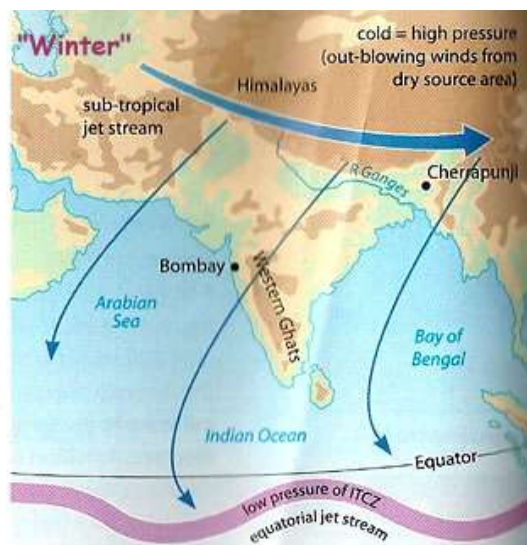 "Winter"
cold = high pressure
(out-blowing winds from
dry source area)
Himalayas
sub-tropical
jet stream
R Ganges
Cherrapunji
Bombay
Western Ghats
Arabian
Sea
Bay of
Bengal
Indian Ocean
Equator
low pressure of ITCZ
equatorial jet stream